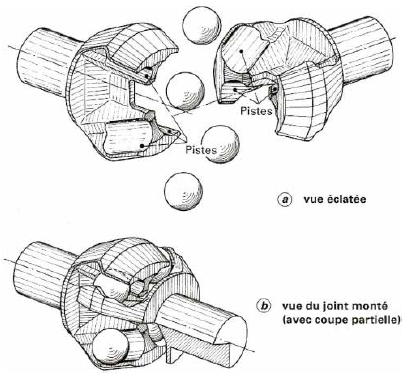 Pistes
Pistes
a vue éclatée
b vue du joint monté
(avec coupe partielle)